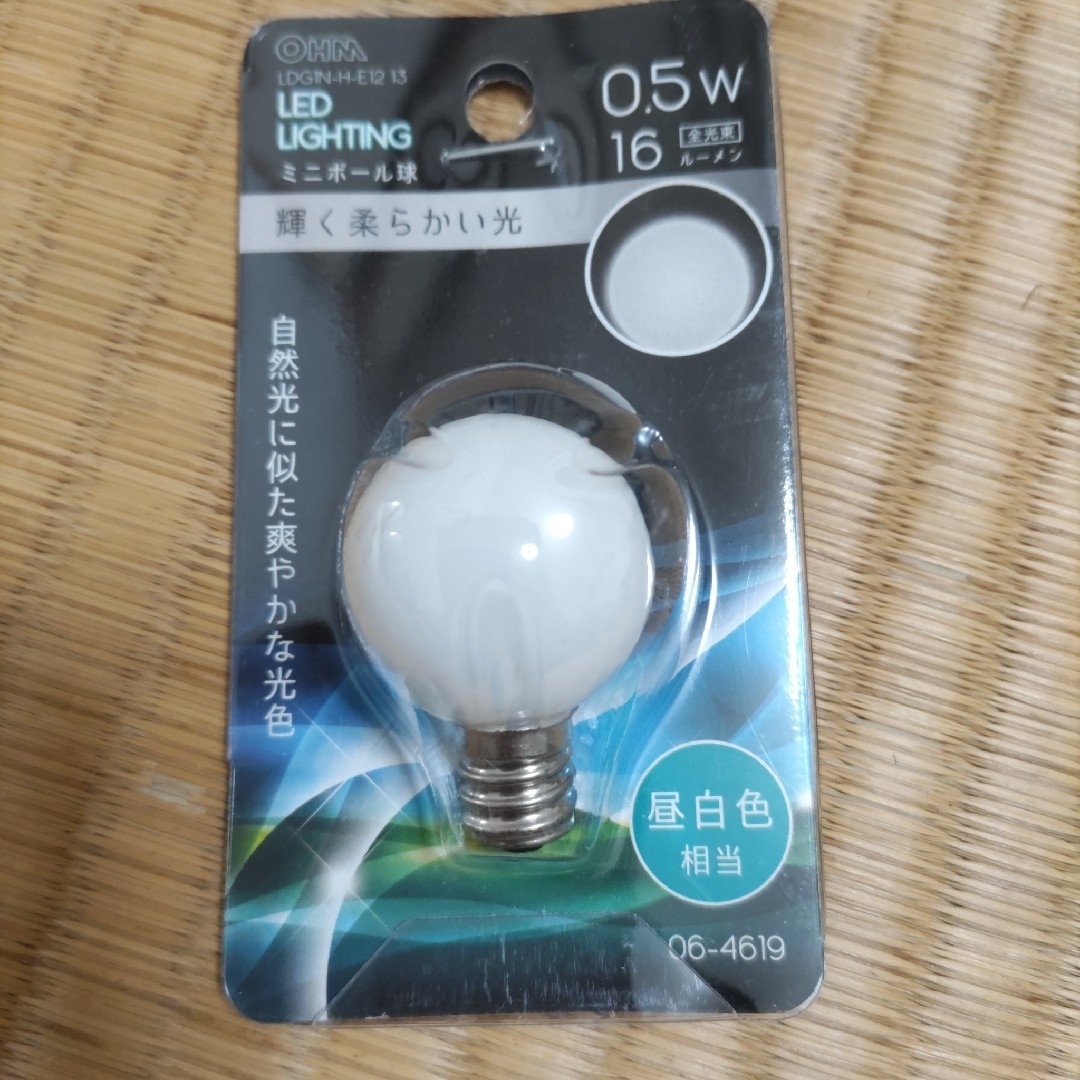 OHM
LDG1N-H-E12 13
LED
LIGHTING
ミニボール球
0.5W
16 全光束
ルーメン
輝く柔らかい光
自然光に似た爽やかな光色
昼白色
相当
06-4619